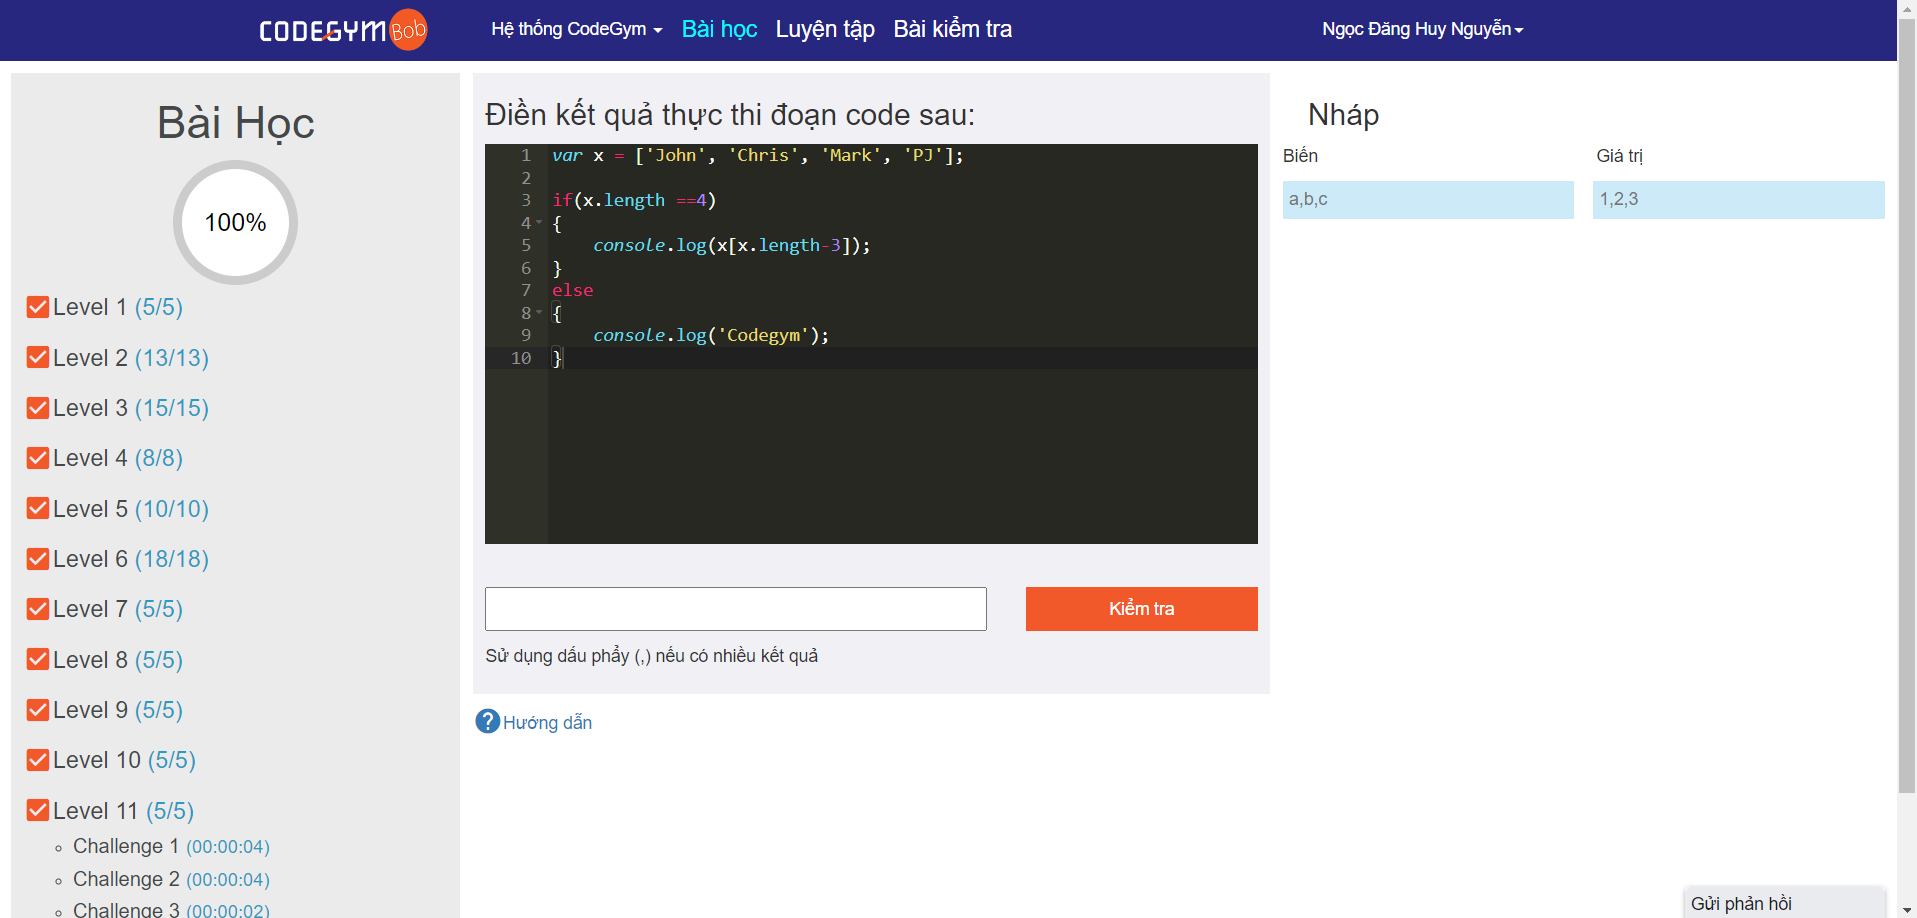 CODEGYM Bob
Hệ thống CodeGym Bài học Luyện tập Bài kiểm tra
Ngọc Đăng Huy Nguyễn
Bài Học
100%
Level 1 (5/5)
Level 2 (13/13)
Level 3 (15/15)
Level 4 (8/8)
Level 5 (10/10)
Level 6 (18/18)
Level 7 (5/5)
Level 8 (5/5)
Level 9 (5/5)
Level 10 (5/5)
Level 11 (5/5)
Challenge 1 (00:00:04)
Challenge 2 (00:00:04)
Challenge 3 (00:00:02)
Điền kết quả thực thi đoạn code sau:
1 var x = ['John', 'Chris', 'Mark', 'PJ'];
2
3 if(x.length ==4)
4 {
5 console.log(x[x.length-3]);
6 }
7 else
8 {
9 console.log('Codegym');
10 }
Kiểm tra
Sử dụng dấu phẩy (,) nếu có nhiều kết quả
? Hướng dẫn
Nháp
Biến Giá trị
a,b,c 1,2,3
Gửi phản hồi